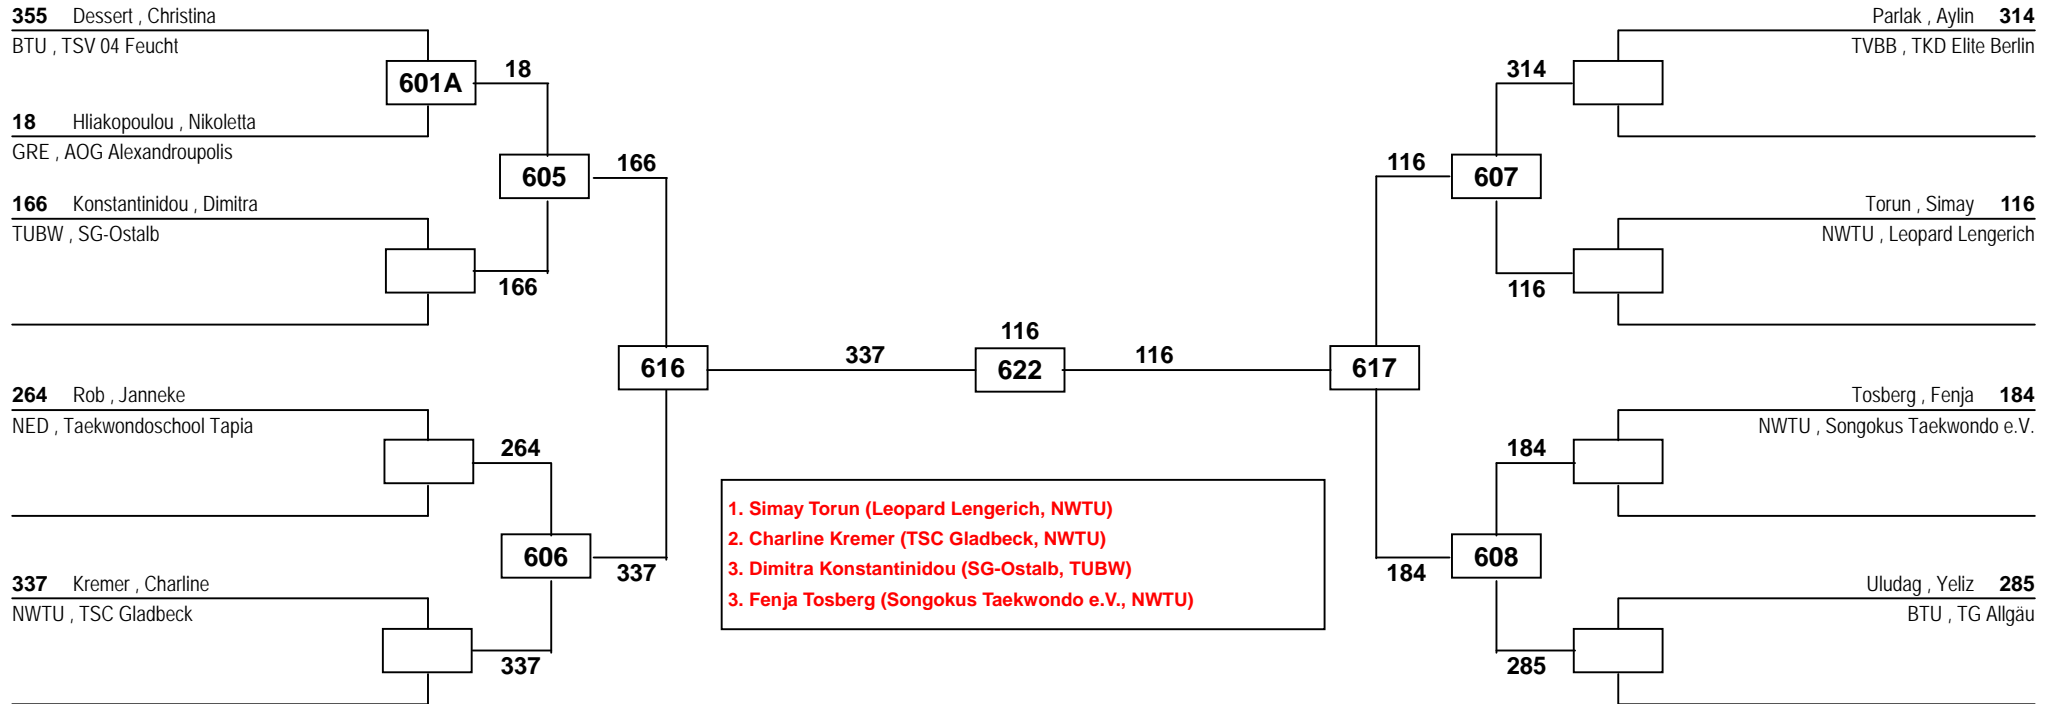 355 Dessert , Christina
BTU , TSV 04 Feucht
601A
18
18 Hliakopoulou , Nikoletta
GRE , AOG Alexandroupolis
605
166
166 Konstantinidou , Dimitra
TUBW , SG-Ostalb
166
616
337
264 Rob , Janneke
NED , Taekwondoschool Tapia
264
606
337
337 Kremer , Charline
NWTU , TSC Gladbeck
337
116
622
116
1. Simay Torun (Leopard Lengerich, NWTU)
2. Charline Kremer (TSC Gladbeck, NWTU)
3. Dimitra Konstantinidou (SG-Ostalb, TUBW)
3. Fenja Tosberg (Songokus Taekwondo e.V., NWTU)
Parlak , Aylin 314
TVBB , TKD Elite Berlin
314
116
607
Torun , Simay 116
NWTU , Leopard Lengerich
116
617
Tosberg , Fenja 184
NWTU , Songokus Taekwondo e.V.
184
608
184
Uludag , Yeliz 285
BTU , TG Allgäu
285